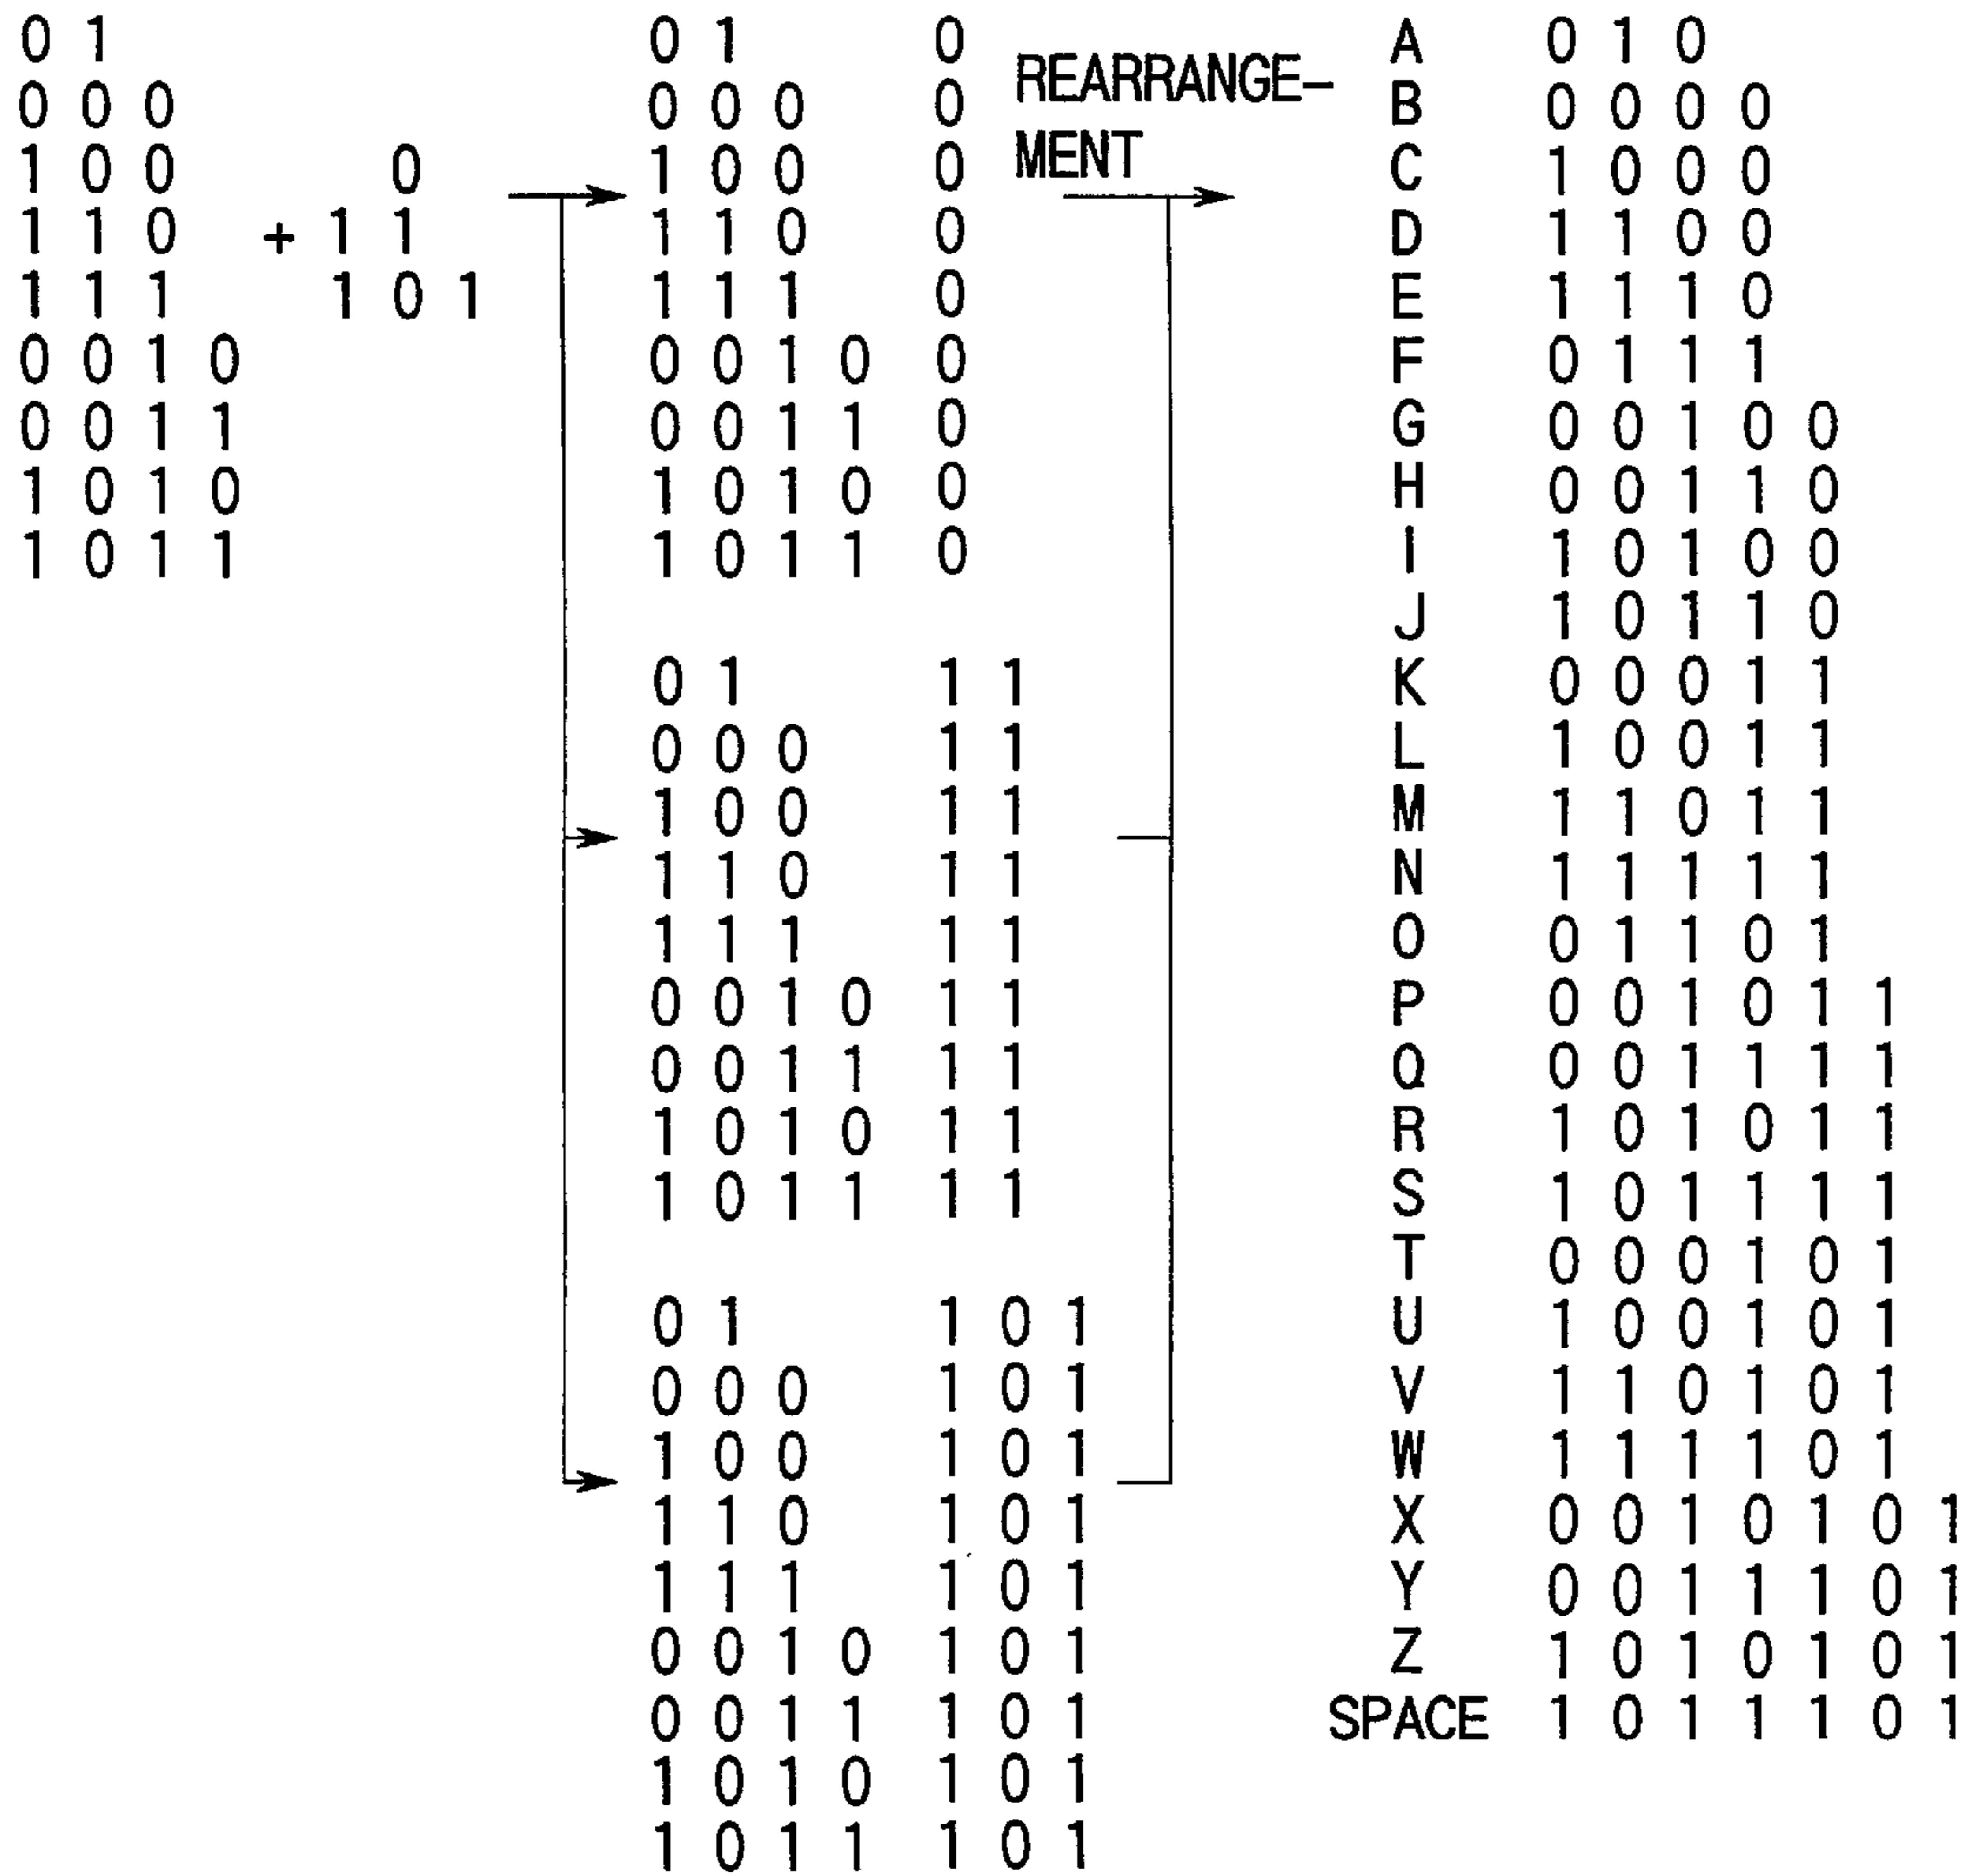 0 1
0 0 0
1 0 0
1 1 0
1 1 1
0 0 1 0
0 0 1 1
1 0 1 0
1 0 1 1
0
+ 1 1
1 0 1
0 1 0
0 0 0 0
1 0 0 0
1 1 0 0
1 1 1 0
0 0 1 0 0
0 0 1 1 0
1 0 1 0 0
1 0 1 1 0
0 1 1 1
0 0 0 1 1
1 0 0 1 1
1 1 0 1 1
1 1 1 1 1
0 0 1 0 1 1
0 0 1 1 1 1
1 0 1 0 1 1
1 0 1 1 1 1
0 1 1 0 1
0 0 0 1 0 1
1 0 0 1 0 1
1 1 0 1 0 1
1 1 1 1 0 1
0 0 1 0 1 0 1
0 0 1 1 1 0 1
1 0 1 0 1 0 1
1 0 1 1 1 0 1
REARRANGE-
MENT
A 0 1 0
B 0 0 0 0
C 1 0 0 0
D 1 1 0 0
E 1 1 1 0
F 0 1 1 1
G 0 0 1 0 0
H 0 0 1 1 0
I 1 0 1 0 0
J 1 0 1 1 0
K 0 0 0 1 1
L 1 0 0 1 1
M 1 1 0 1 1
N 1 1 1 1 1
O 0 1 1 0 1
P 0 0 1 0 1 1
Q 0 0 1 1 1 1
R 1 0 1 0 1 1
S 1 0 1 1 1 1
T 0 0 0 1 0 1
U 1 0 0 1 0 1
V 1 1 0 1 0 1
W 1 1 1 1 0 1
X 0 0 1 0 1 0 1
Y 0 0 1 1 1 0 1
Z 1 0 1 0 1 0 1
SPACE 1 0 1 1 1 0 1